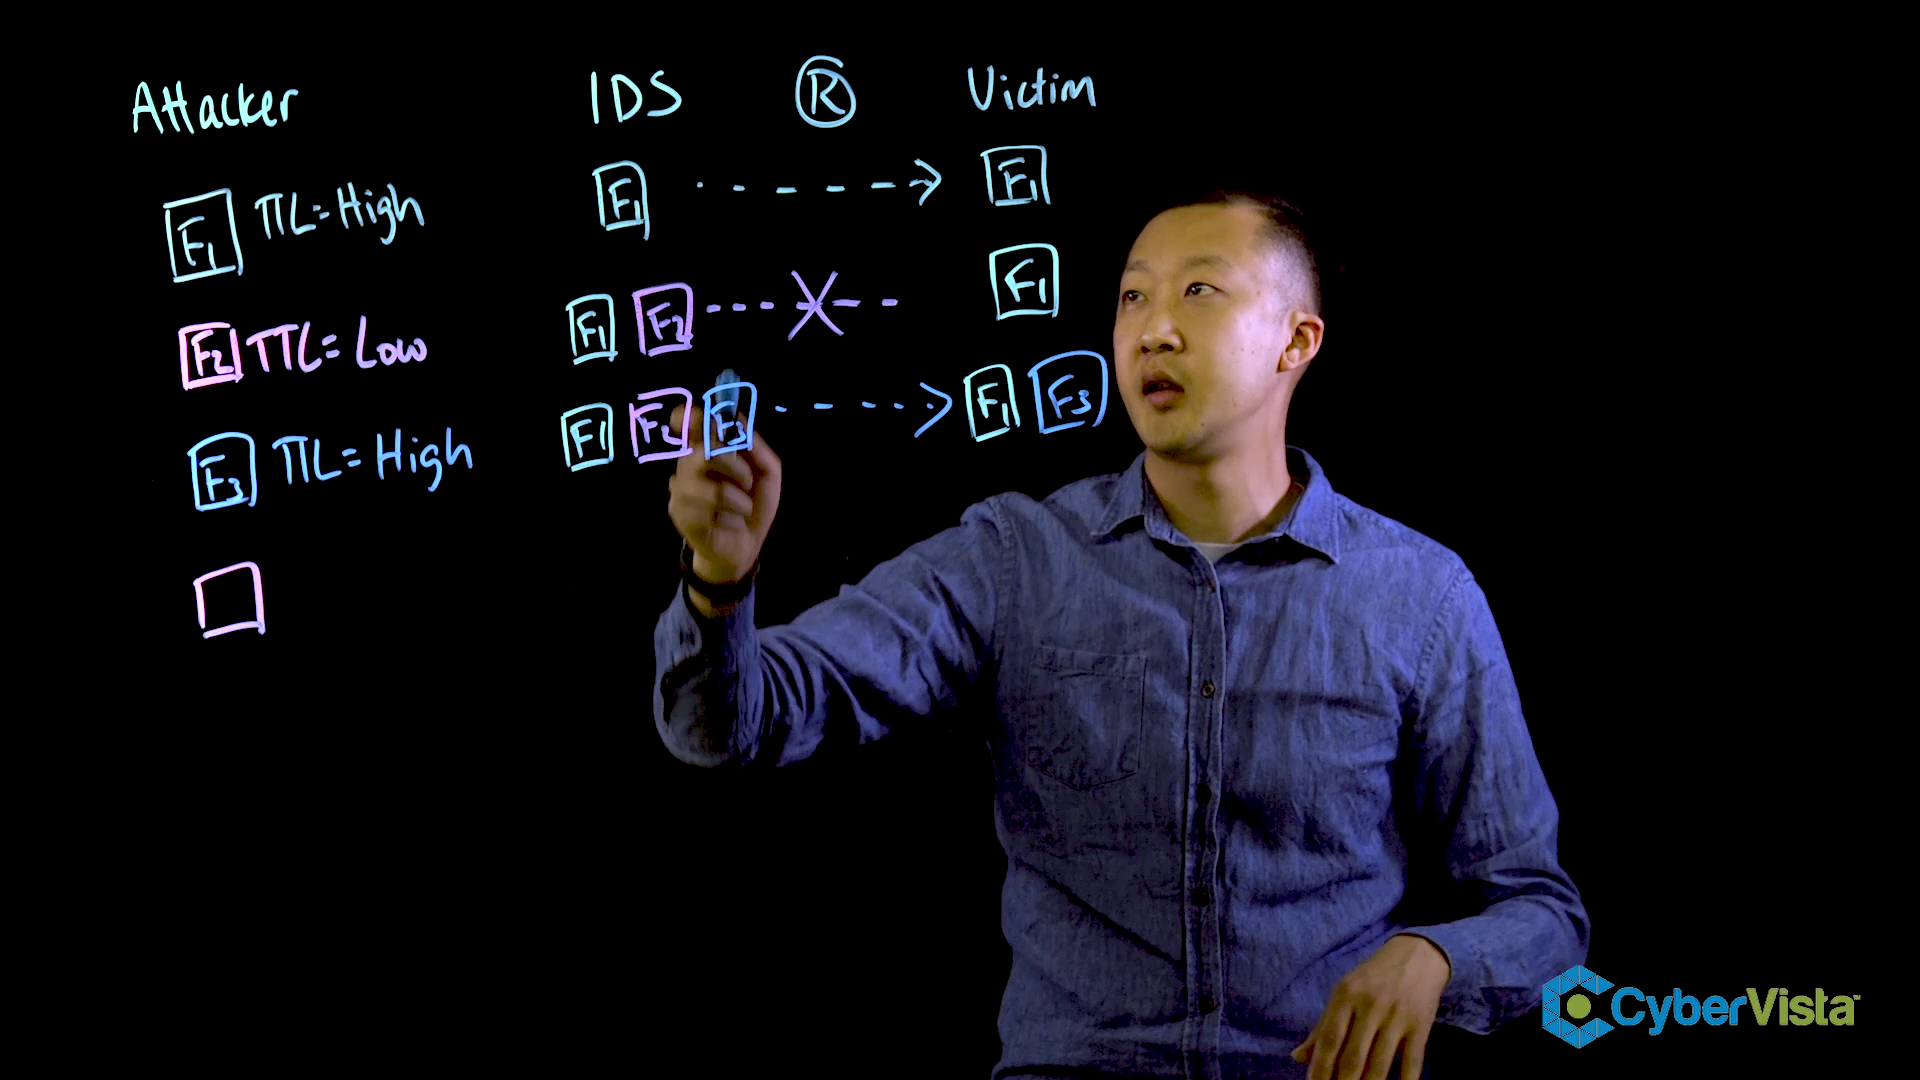 Attacker IDS R Victim
F1 TTL=High F1 F1
F2 TTL=Low F1 F2 X F1
F3 TTL=High F1 F2 F3 F1 F3
CyberVista™